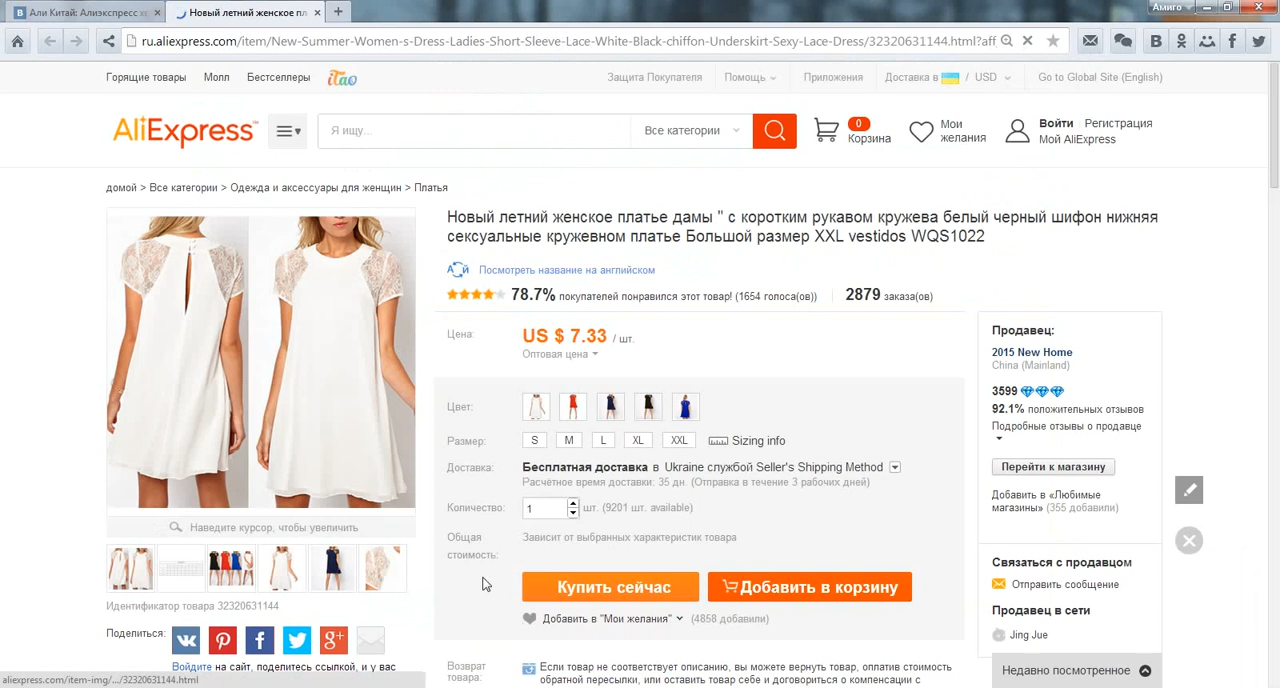 Амиго
Али Китай: Алиэкспресс
Новый летний женское пл
ru.aliexpress.com/item/New-Summer-Women-s-Dress-Ladies-Short-Sleeve-Lace-White-Black-chiffon-Underskirt-Sexy-Lace-Dress/32320631144.html?aff
Горящие товары Молл Бестселлеры iTao Защита Покупателя Помощь Приложения Доставка в / USD Go to Global Site (English)
AliExpress™ Я ищу... Все категории 0 Корзина Мои желания Войти Регистрация Мой AliExpress
домой > Все категории > Одежда и аксессуары для женщин > Платья
Новый летний женское платье дамы " с коротким рукавом кружева белый черный шифон нижняя
сексуальные кружевном платье Большой размер XXL vestidos WQS1022
Посмотреть название на английском
78.7% покупателей понравился этот товар! (1654 голоса(ов)) 2879 заказа(ов)
Цена: US $ 7.33 / шт.
Оптовая цена
Цвет:
Размер: S M L XL XXL Sizing info
Доставка: Бесплатная доставка в Ukraine службой Seller's Shipping Method
Расчётное время доставки: 35 дн. (Отправка в течение 3 рабочих дней)
Количество: 1 шт. (9201 шт. available)
Общая стоимость: Зависит от выбранных характеристик товара
Купить сейчас Добавить в корзину
Добавить в "Мои желания" (4858 добавили)
Возврат товара: Если товар не соответствует описанию, вы можете вернуть товар, оплатив стоимость
обратной пересылки, или оставить товар себе и договориться о компенсации с
Продавец:
2015 New Home
China (Mainland)
3599
92.1% положительных отзывов
Подробные отзывы о продавце
Перейти к магазину
Добавить в «Любимые
магазины» (355 добавили)
Связаться с продавцом
Отправить сообщение
Продавец в сети
Jing Jue
Недавно посмотренное
Наведите курсор, чтобы увеличить
Идентификатор товара 32320631144
Поделиться:
Войдите на сайт, поделитесь ссылкой, и у вас
aliexpress.com/item-img/.../32320631144.html